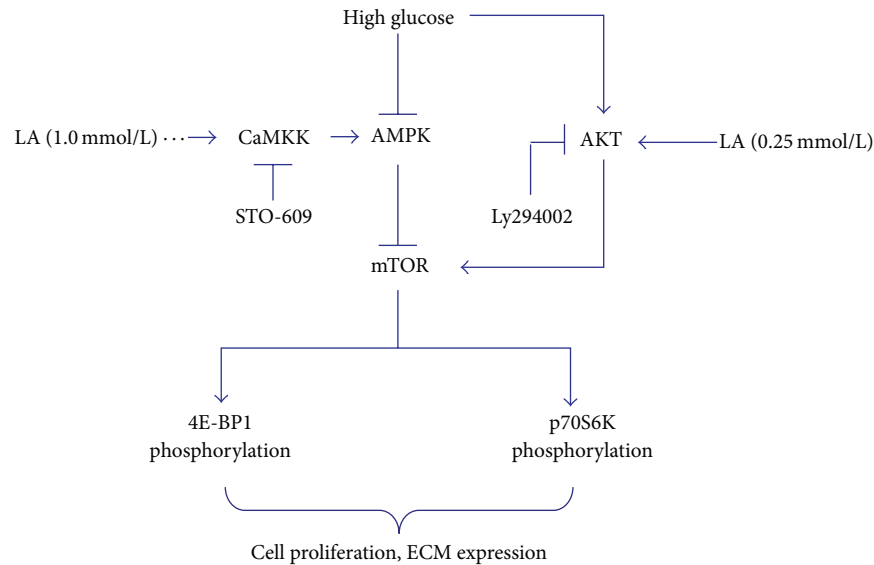 High glucose
LA (1.0 mmol/L) ···
CaMKK
AMPK
AKT
LA (0.25 mmol/L)
STO-609
Ly294002
mTOR
4E-BP1
phosphorylation
p70S6K
phosphorylation
Cell proliferation, ECM expression